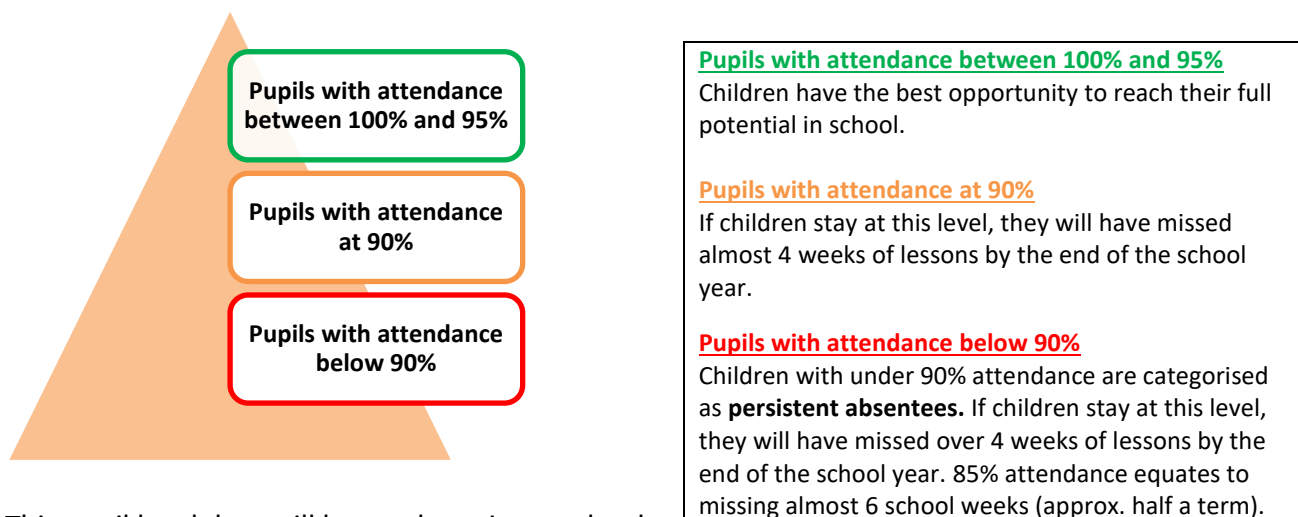 Pupils with attendance
between 100% and 95%
Pupils with attendance
at 90%
Pupils with attendance
below 90%
Pupils with attendance between 100% and 95%
Children have the best opportunity to reach their full
potential in school.
Pupils with attendance at 90%
If children stay at this level, they will have missed
almost 4 weeks of lessons by the end of the school
year.
Pupils with attendance below 90%
Children with under 90% attendance are categorised
as persistent absentees. If children stay at this level,
they will have missed over 4 weeks of lessons by the
end of the school year. 85% attendance equates to
missing almost 6 school weeks (approx. half a term).